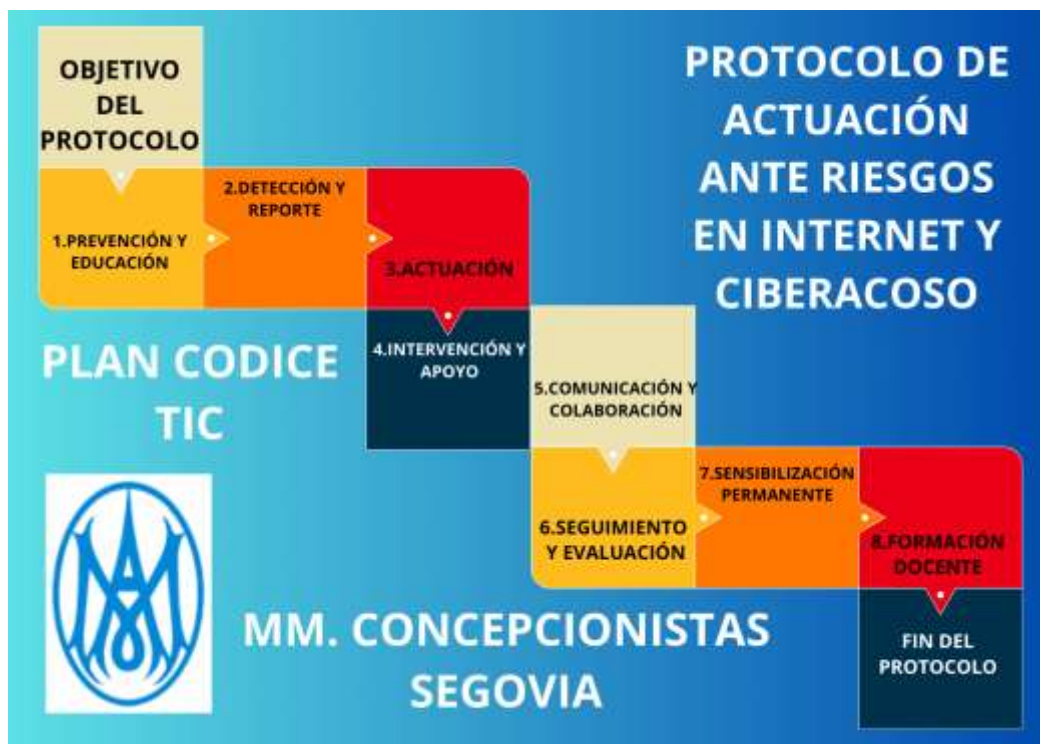 OBJETIVO
DEL
PROTOCOLO
PROTOCOLO DE
ACTUACIÓN
ANTE RIESGOS
EN INTERNET Y
CIBERACOSO
1.PREVENCIÓN Y
EDUCACIÓN
2.DETECCIÓN Y
REPORTE
3.ACTUACIÓN
4.INTERVENCIÓN Y
APOYO
PLAN CODICE
TIC
5.COMUNICACIÓN Y
COLABORACIÓN
6.SEGUIMIENTO
Y EVALUACIÓN
7.SENSIBILIZACIÓN
PERMANENTE
8.FORMACIÓN
DOCENTE
FIN DEL
PROTOCOLO
MM. CONCEPCIONISTAS
SEGOVIA